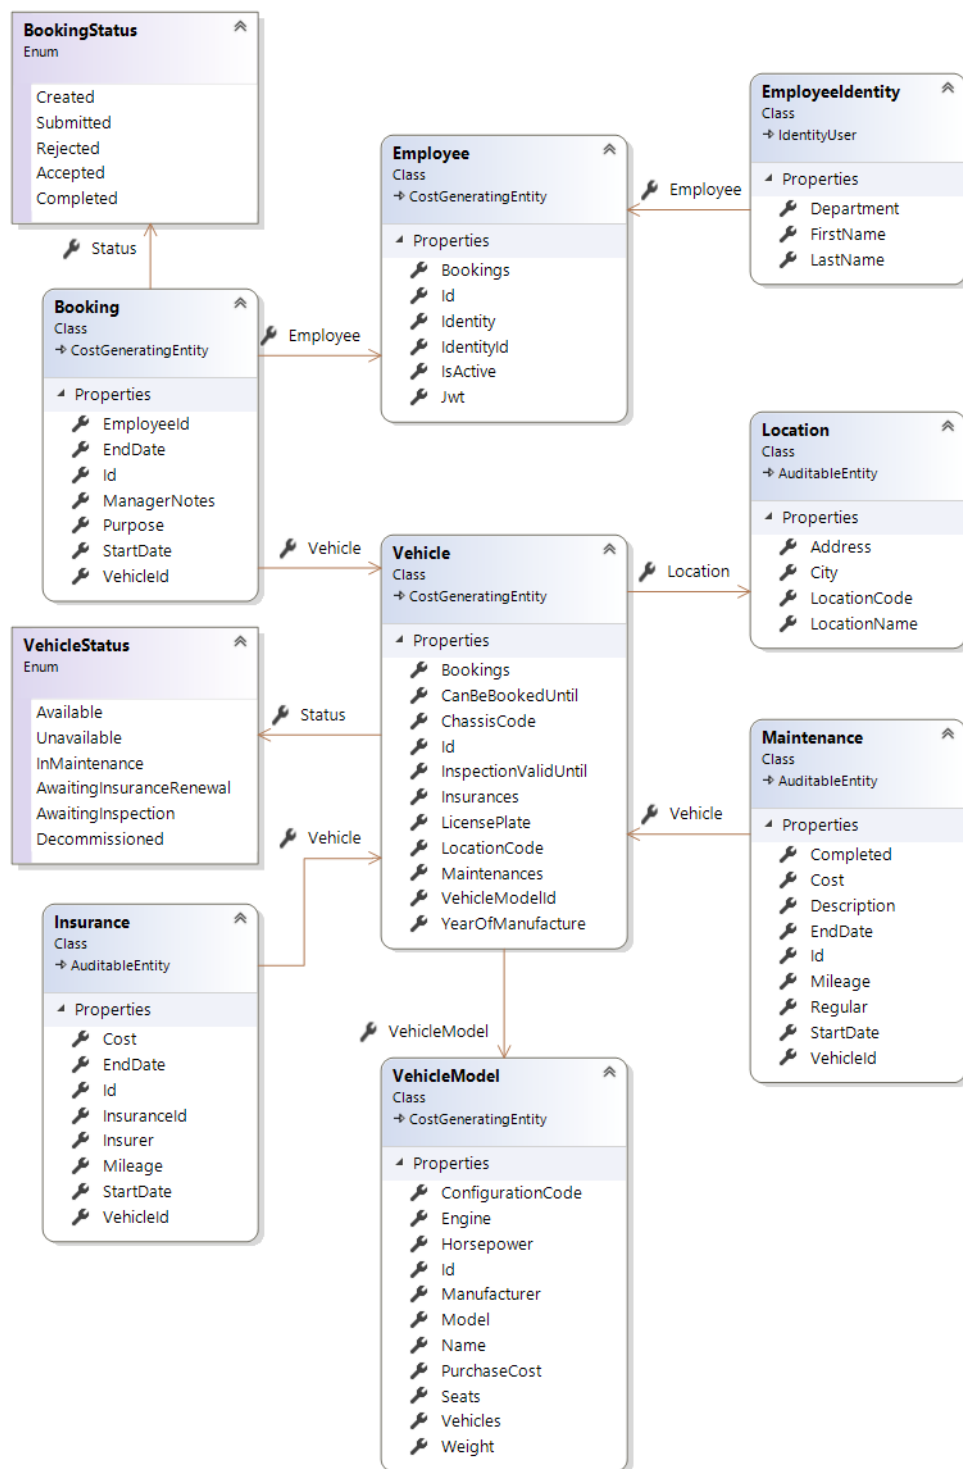 BookingStatus
Enum
Created
Submitted
Rejected
Accepted
Completed
Status
Booking
Class
CostGeneratingEntity
Properties
EmployeeId
EndDate
Id
ManagerNotes
Purpose
StartDate
VehicleId
Employee
Vehicle
Employee
Class
CostGeneratingEntity
Properties
Bookings
Id
Identity
IdentityId
IsActive
Jwt
Employee
EmployeeIdentity
Class
IdentityUser
Properties
Department
FirstName
LastName
Vehicle
Class
CostGeneratingEntity
Properties
Bookings
CanBeBookedUntil
ChassisCode
Id
InspectionValidUntil
Insurances
LicensePlate
LocationCode
Maintenances
VehicleModelId
YearOfManufacture
Location
Location
Class
AuditableEntity
Properties
Address
City
LocationCode
LocationName
VehicleStatus
Enum
Available
Unavailable
InMaintenance
AwaitingInsuranceRenewal
AwaitingInspection
Decommissioned
Status
Vehicle
Vehicle
Maintenance
Class
AuditableEntity
Properties
Completed
Cost
Description
EndDate
Id
Mileage
Regular
StartDate
VehicleId
Insurance
Class
AuditableEntity
Properties
Cost
EndDate
Id
InsuranceId
Insurer
Mileage
StartDate
VehicleId
VehicleModel
VehicleModel
Class
CostGeneratingEntity
Properties
ConfigurationCode
Engine
Horsepower
Id
Manufacturer
Model
Name
PurchaseCost
Seats
Vehicles
Weight